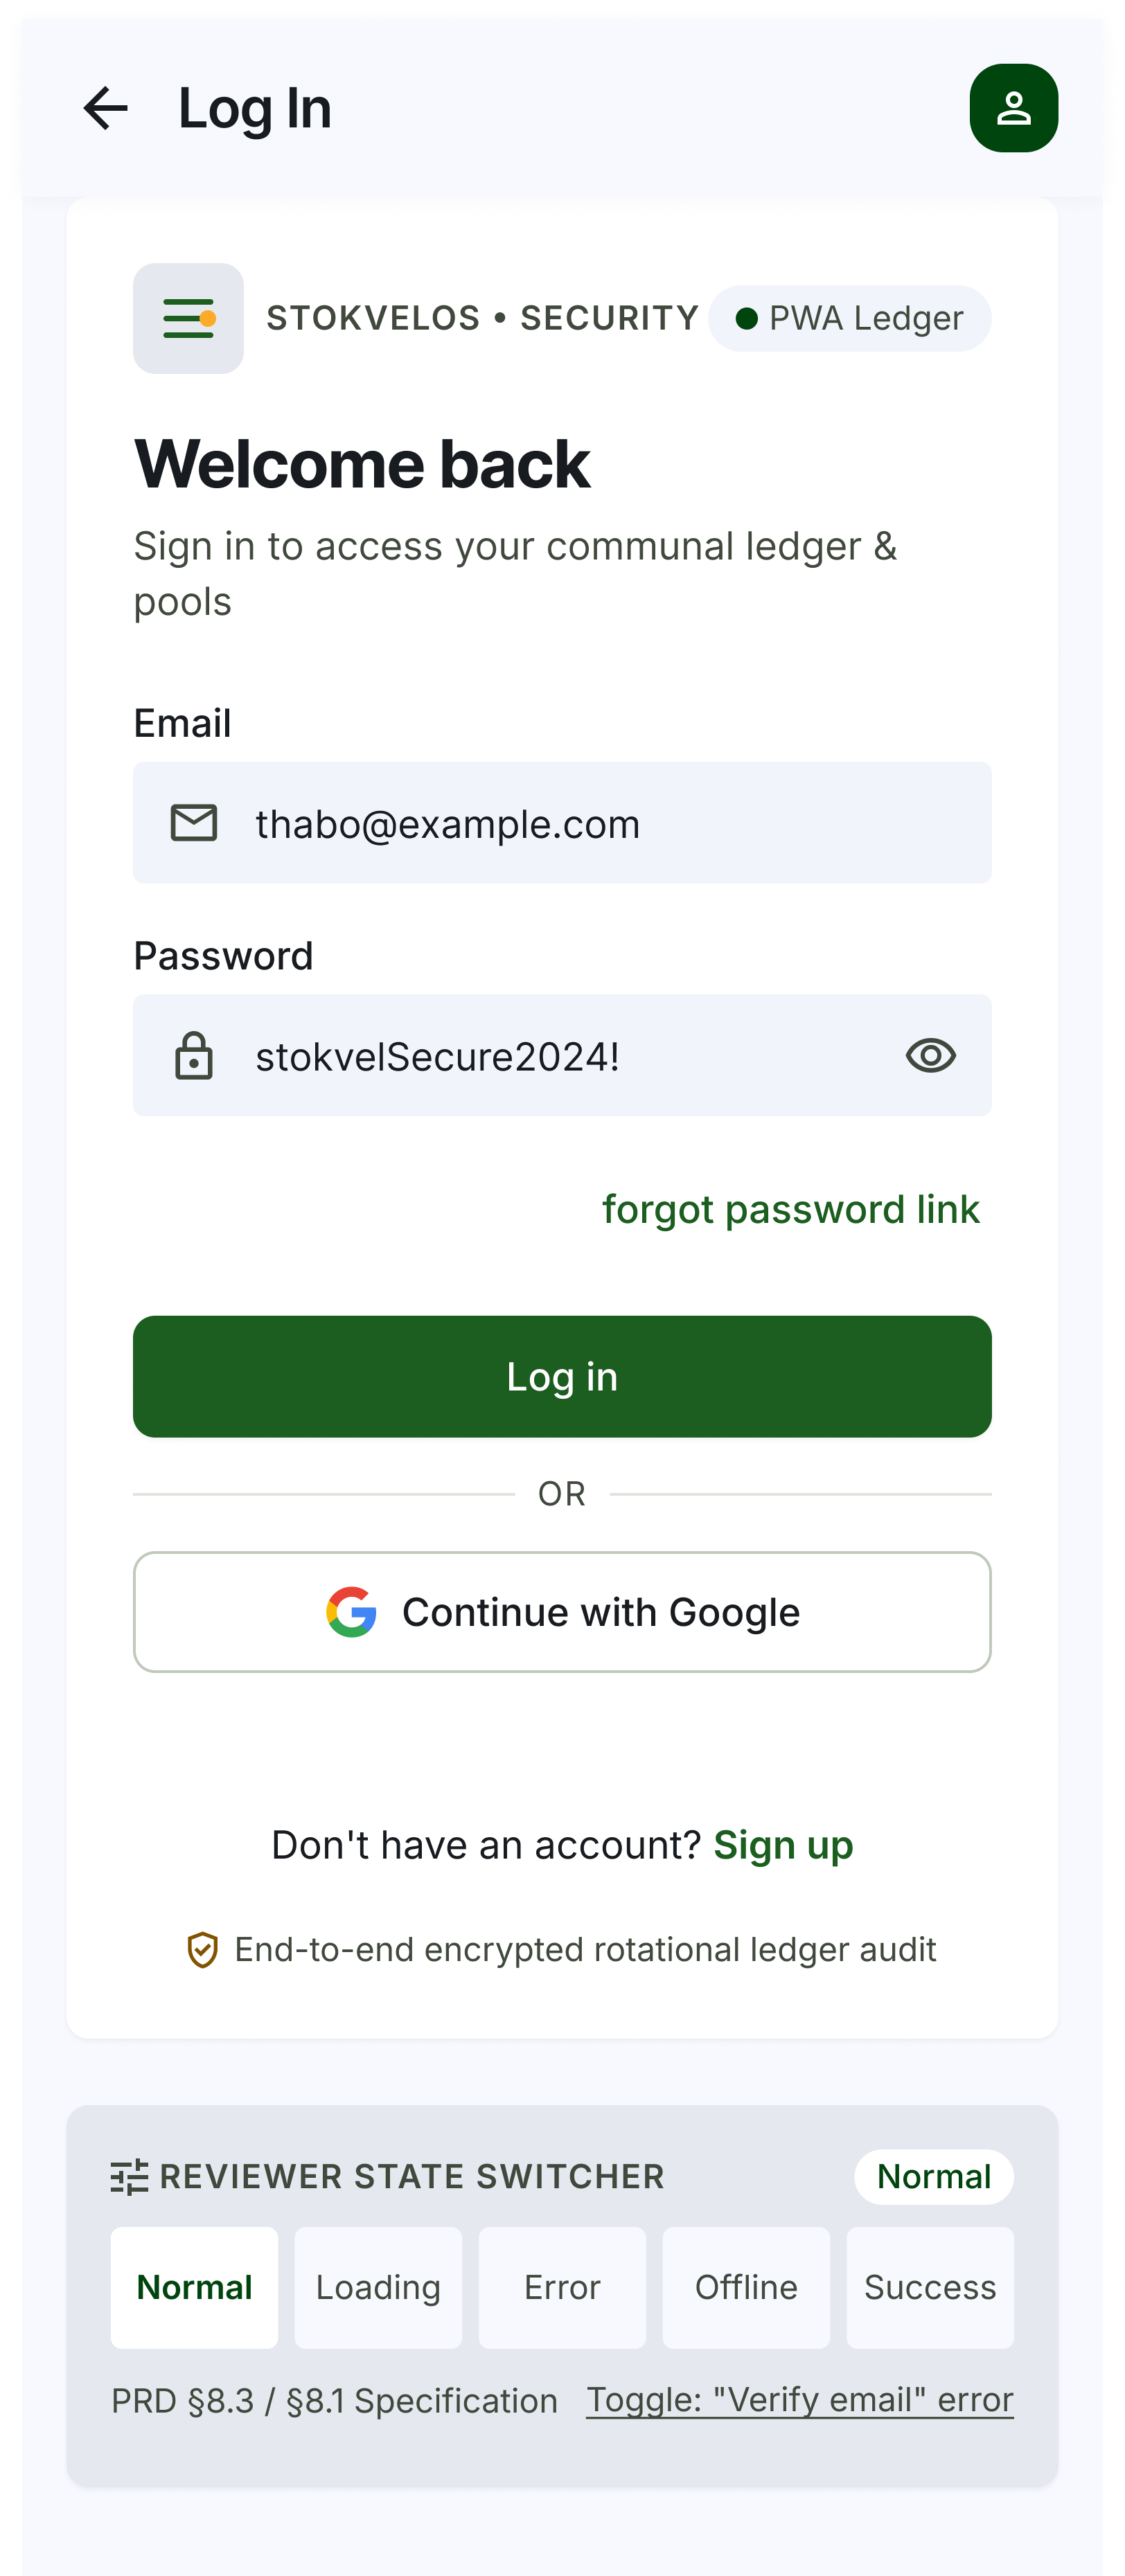 Log In
STOKVELOS • SECURITY
PWA Ledger
Welcome back
Sign in to access your communal ledger &
pools
Email
thabo@example.com
Password
stokvelSecure2024!
forgot password link
Log in
OR
Continue with Google
Don't have an account? Sign up
End-to-end encrypted rotational ledger audit
REVIEWER STATE SWITCHER
Normal
Normal
Loading
Error
Offline
Success
PRD §8.3 / §8.1 Specification
Toggle: "Verify email" error